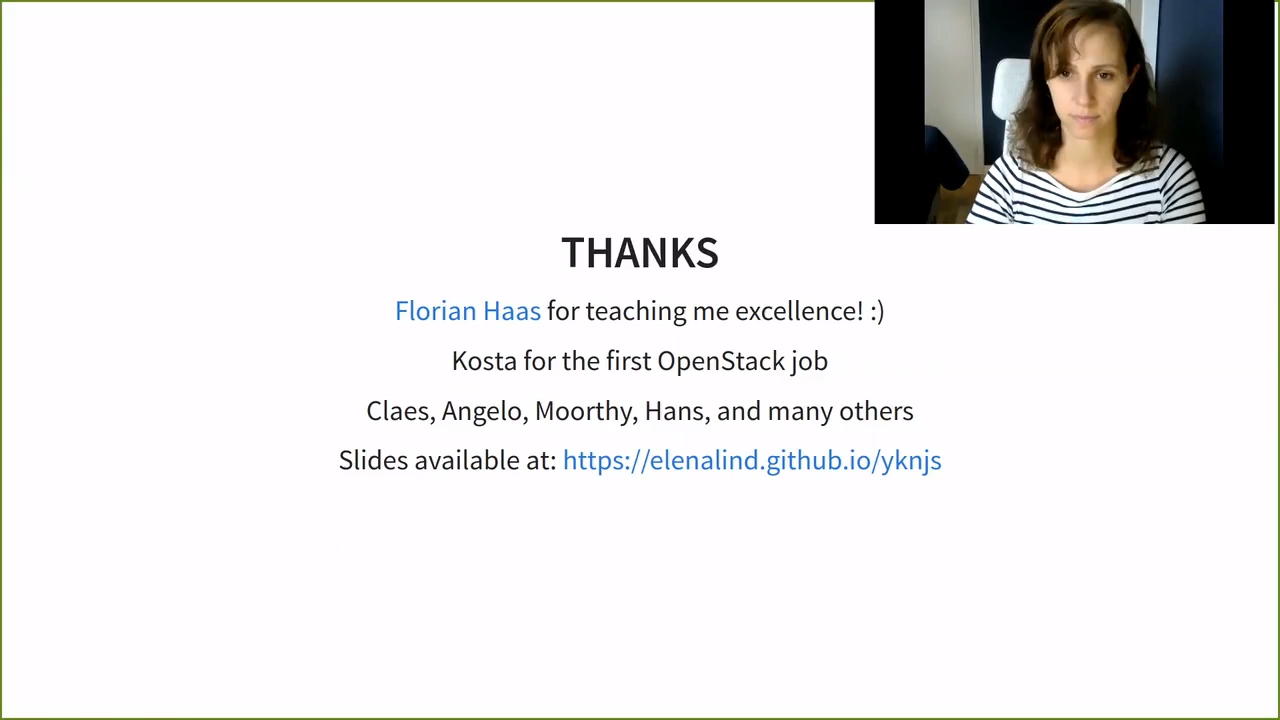 THANKS
Florian Haas for teaching me excellence! :)
Kosta for the first OpenStack job
Claes, Angelo, Moorthy, Hans, and many others
Slides available at: https://elenalind.github.io/yknjs